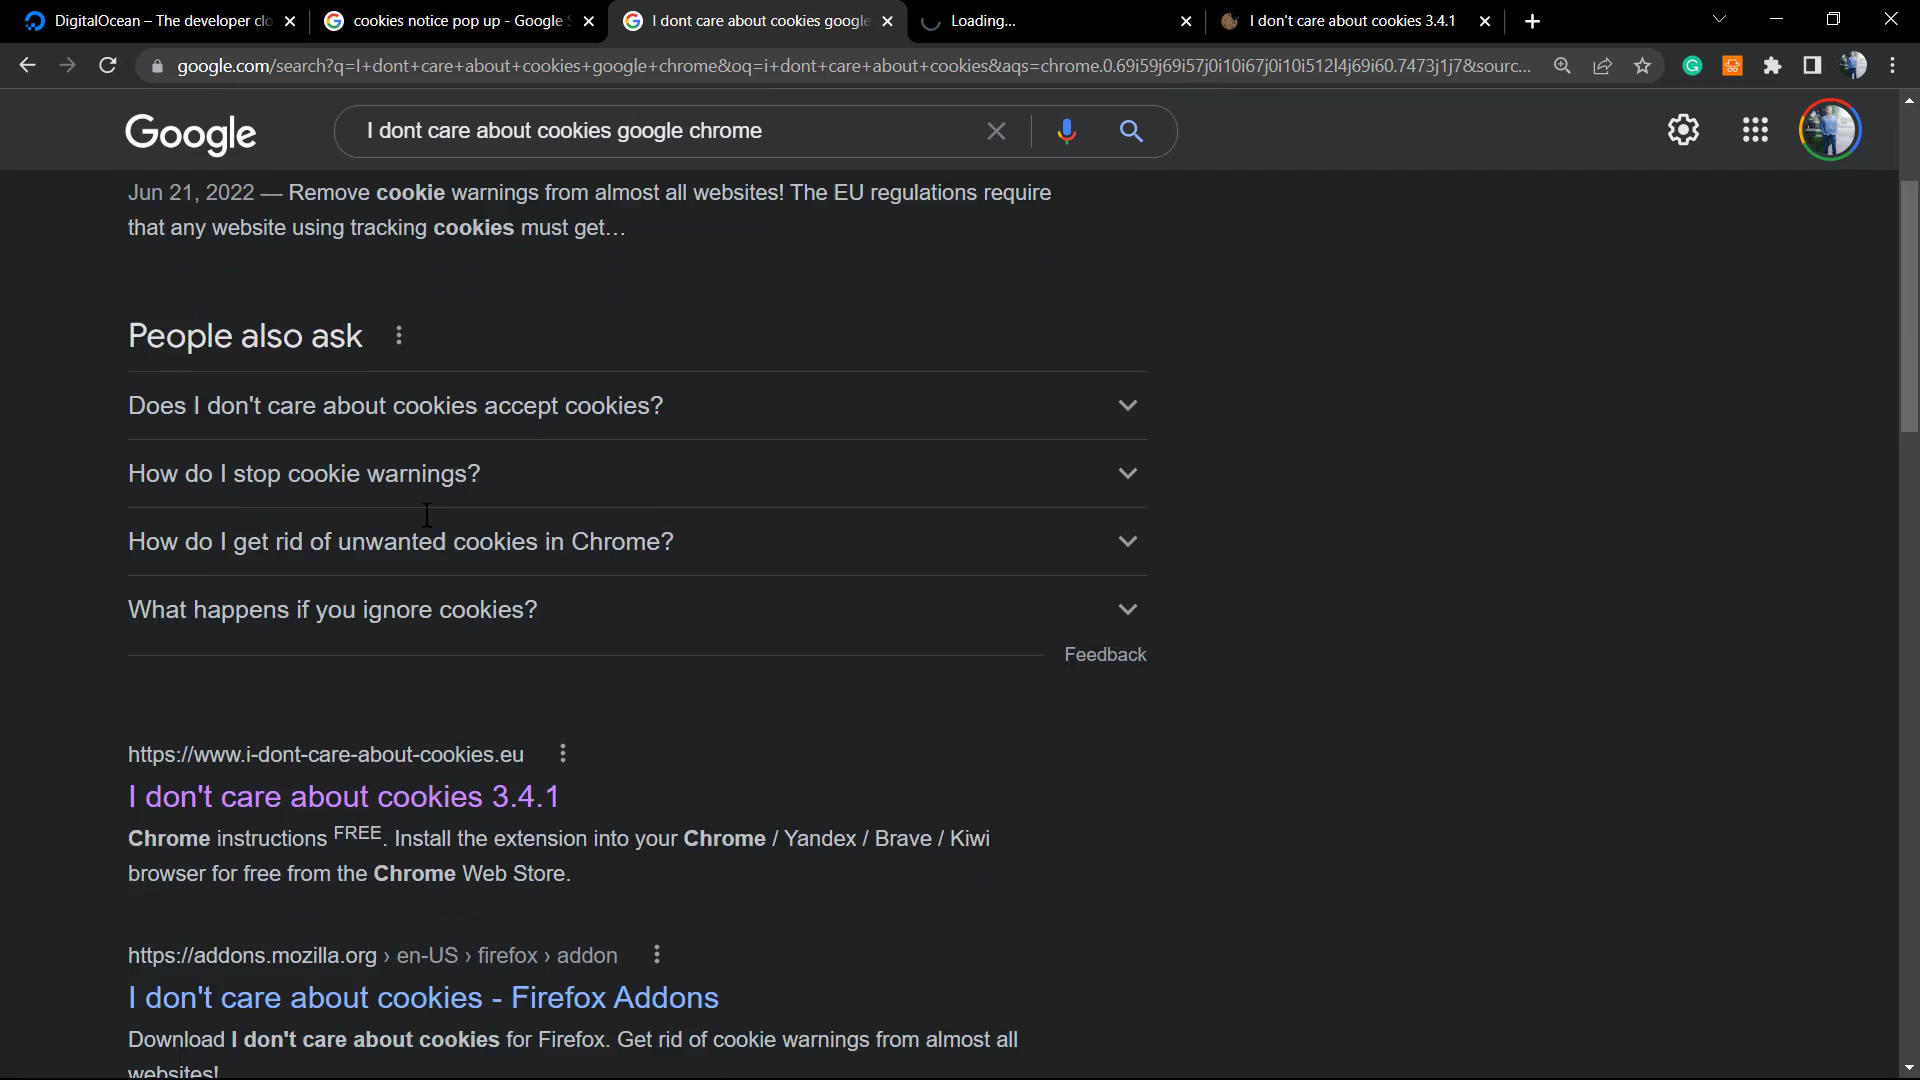 DigitalOcean – The developer clo
cookies notice pop up - Google S
I dont care about cookies google
Loading...
I don't care about cookies 3.4.1
google.com/search?q=I+dont+care+about+cookies+google+chrome&oq=i+dont+care+about+cookies&aqs=chrome.0.69i59j69i57j0i10i67j0i10i512l4j69i60.7473j1j7&sourc...
Google
I dont care about cookies google chrome
Jun 21, 2022 — Remove cookie warnings from almost all websites! The EU regulations require
that any website using tracking cookies must get...
People also ask
Does I don't care about cookies accept cookies?
How do I stop cookie warnings?
How do I get rid of unwanted cookies in Chrome?
What happens if you ignore cookies?
Feedback
https://www.i-dont-care-about-cookies.eu
I don't care about cookies 3.4.1
Chrome instructions FREE. Install the extension into your Chrome / Yandex / Brave / Kiwi
browser for free from the Chrome Web Store.
https://addons.mozilla.org › en-US › firefox › addon
I don't care about cookies - Firefox Addons
Download I don't care about cookies for Firefox. Get rid of cookie warnings from almost all
websites!